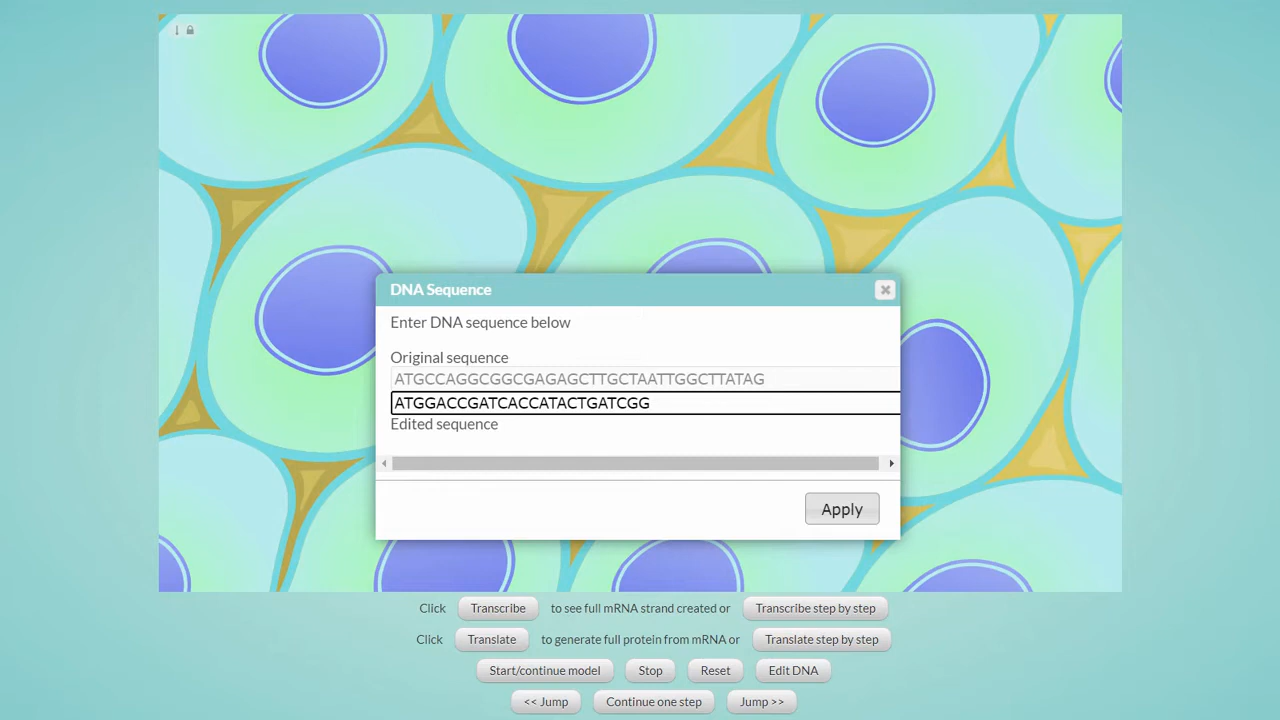 DNA Sequence
Enter DNA sequence below
Original sequence
ATGCCAGGCGGCGAGAGCTTGCTAATTGGCTTATAG
ATGGACCGATCACCATACTGATCGG
Edited sequence
Apply
Click Transcribe to see full mRNA strand created or Transcribe step by step
Click Translate to generate full protein from mRNA or Translate step by step
Start/continue model Stop Reset Edit DNA
<< Jump Continue one step Jump >>